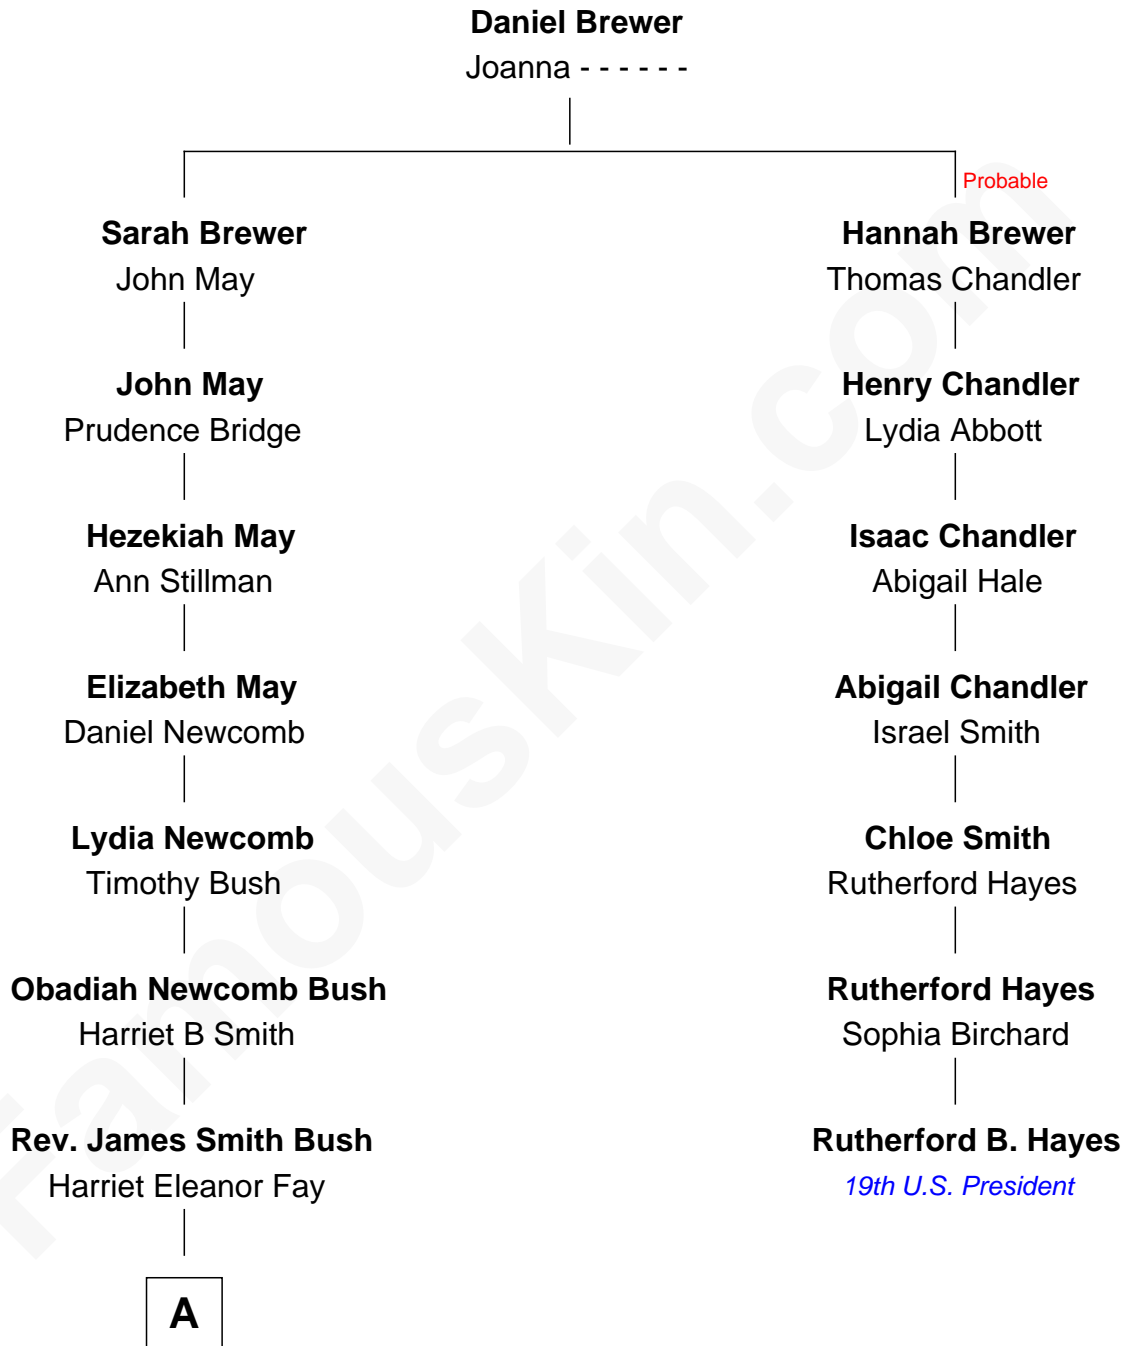 Daniel Brewer
Joanna - - - - - -
Probable
Sarah Brewer
John May
Hannah Brewer
Thomas Chandler
John May
Prudence Bridge
Henry Chandler
Lydia Abbott
Hezekiah May
Ann Stillman
Isaac Chandler
Abigail Hale
Elizabeth May
Daniel Newcomb
Abigail Chandler
Israel Smith
Lydia Newcomb
Timothy Bush
Chloe Smith
Rutherford Hayes
Obadiah Newcomb Bush
Harriet B Smith
Rutherford Hayes
Sophia Birchard
Rev. James Smith Bush
Harriet Eleanor Fay
Rutherford B. Hayes
19th U.S. President
A
FamousKin.com